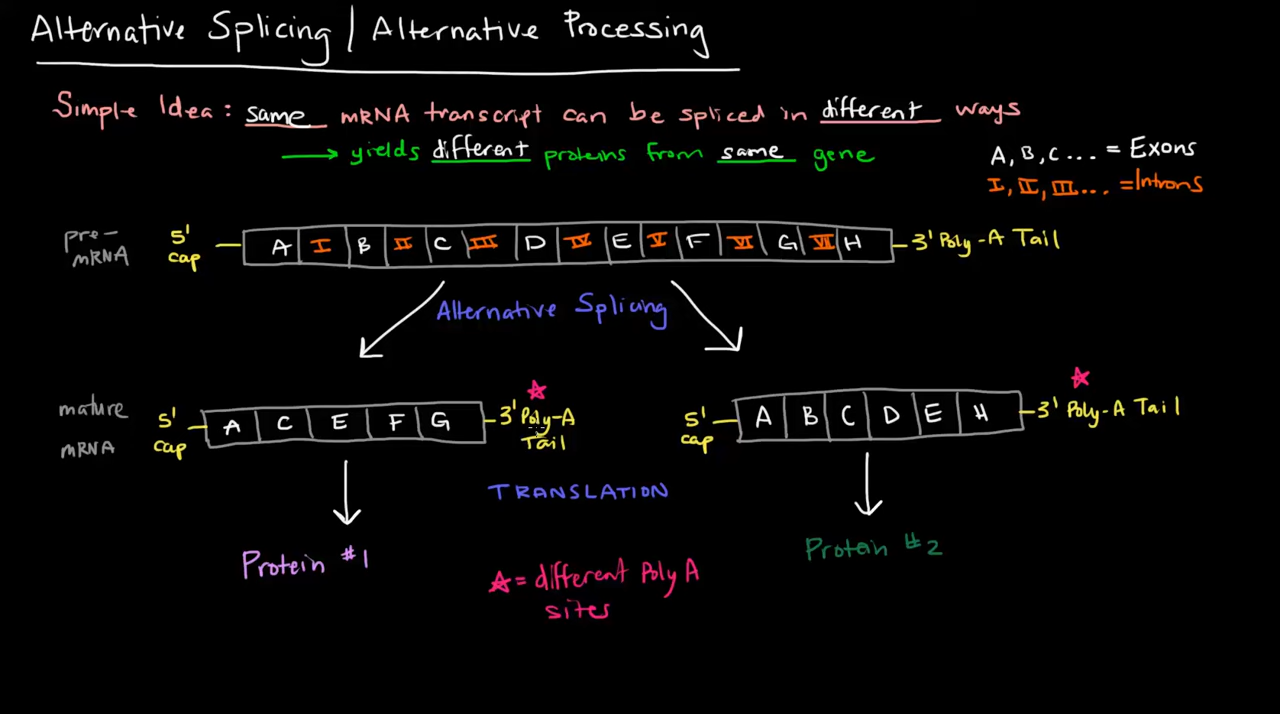 Alternative Splicing | Alternative Processing
Simple Idea: same mRNA transcript can be spliced in different ways
→ yields different proteins from same gene
A, B, C... = Exons
I, II, III... = Introns
pre-
mRNA
5'
cap
A I B II C III D IV E V F VI G VII H
3' Poly-A Tail
Alternative Splicing
mature
mRNA
5'
cap
A C E F G
3' Poly-A
Tail
5'
cap
A B C D E H
3' Poly-A Tail
TRANSLATION
Protein #1
Protein #2
☆ = different Poly A
sites